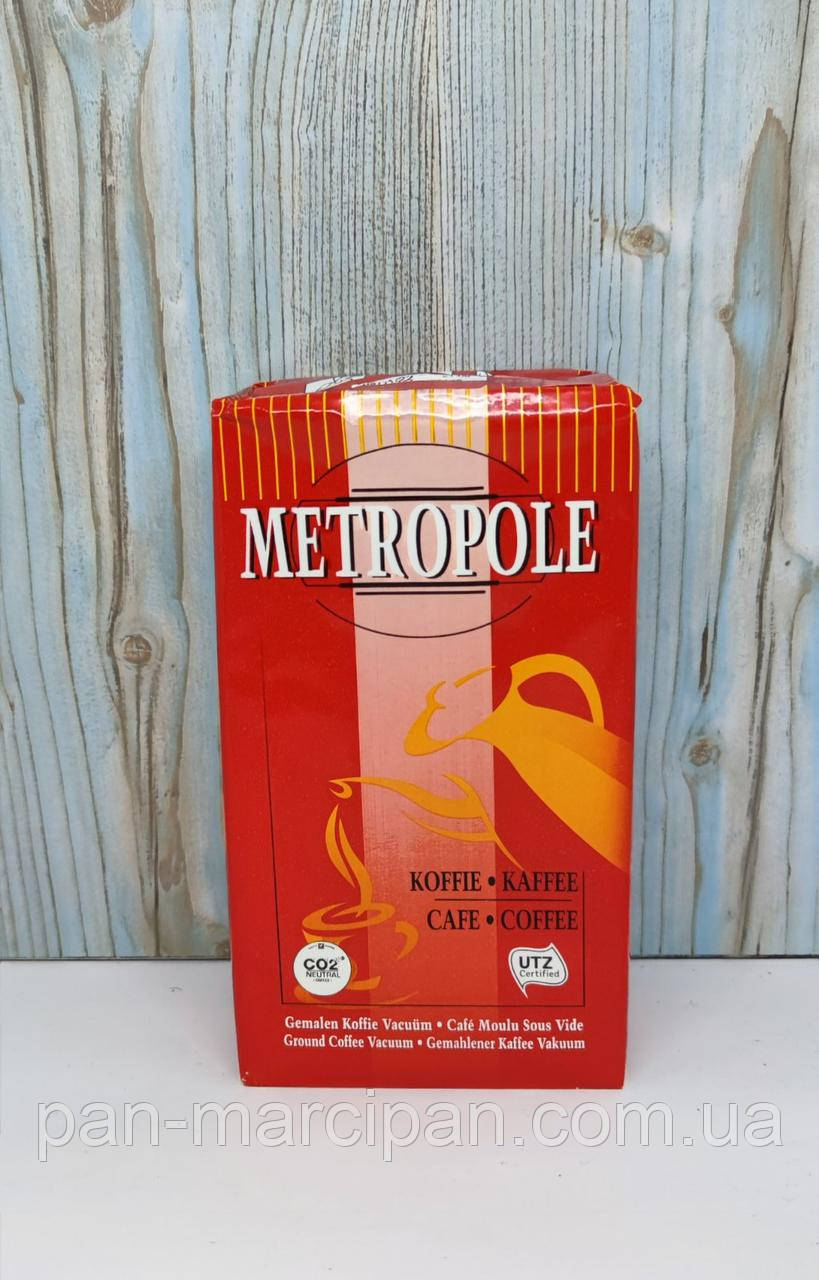 METROPOLE
KOFFIE • KAFFEE
CAFE • COFFEE
CO2
NEUTRAL
UTZ
Certified
Gemalen Koffie Vacuüm • Café Moulu Sous Vide
Ground Coffee Vacuum • Gemahlener Kaffee Vakuum
pan-marcipan.com.ua